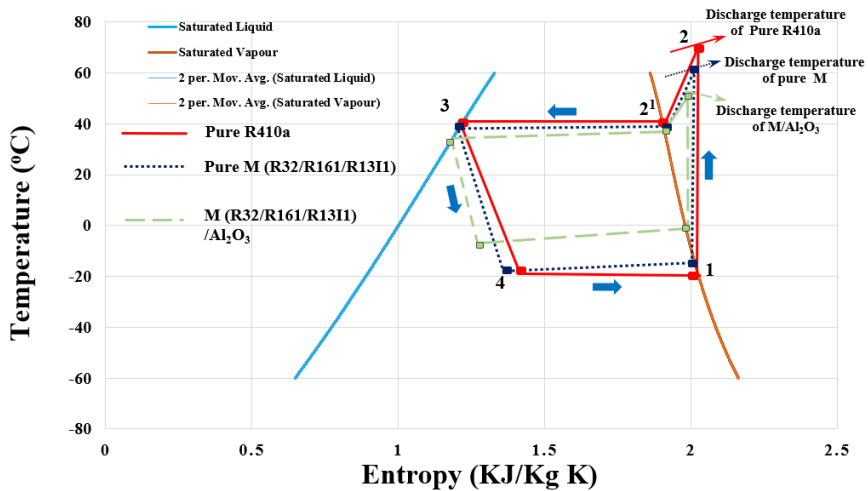 80
60
40
20
0
-20
-40
-60
-80
0
0.5
1
1.5
2
2.5
Temperature (⁰C)
Entropy (KJ/Kg K)
Saturated Liquid
Saturated Vapour
2 per. Mov. Avg. (Saturated Liquid)
2 per. Mov. Avg. (Saturated Vapour)
Pure R410a
Pure M (R32/R161/R13I1)
M (R32/R161/R13I1)
/Al₂O₃
Discharge temperature
of Pure R410a
Discharge temperature
of pure M
Discharge temperature
of M/Al₂O₃
2
3
2¹
4
1